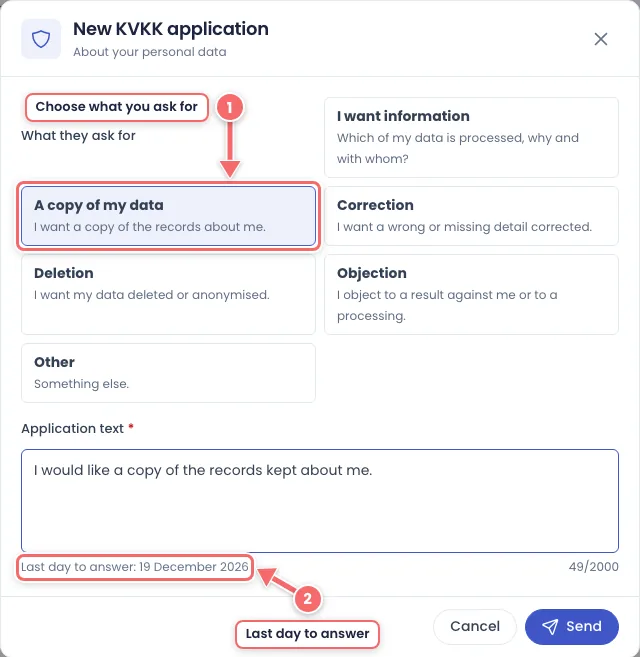 New KVKK application
About your personal data
Choose what you ask for
1
What they ask for
I want information
Which of my data is processed, why and
with whom?
A copy of my data
I want a copy of the records about me.
Correction
I want a wrong or missing detail corrected.
Deletion
I want my data deleted or anonymised.
Objection
I object to a result against me or to a
processing.
Other
Something else.
Application text *
I would like a copy of the records kept about me.
Last day to answer: 19 December 2026
49/2000
2
Last day to answer
Cancel
Send